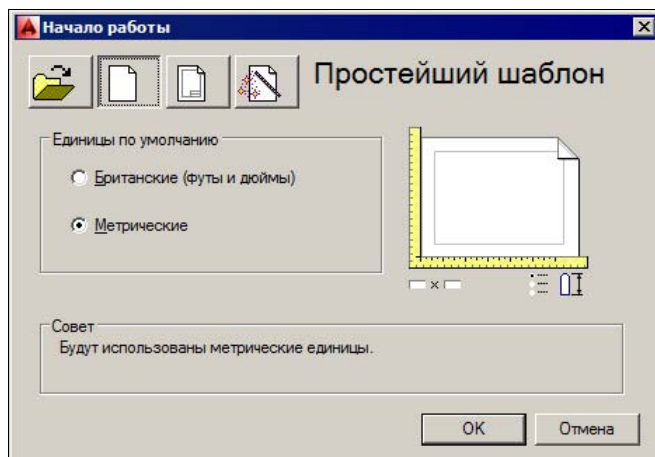 Начало работы
Простейший шаблон
Единицы по умолчанию
Британские (футы и дюймы)
Метрические
Совет
Будут использованы метрические единицы.
OK
Отмена